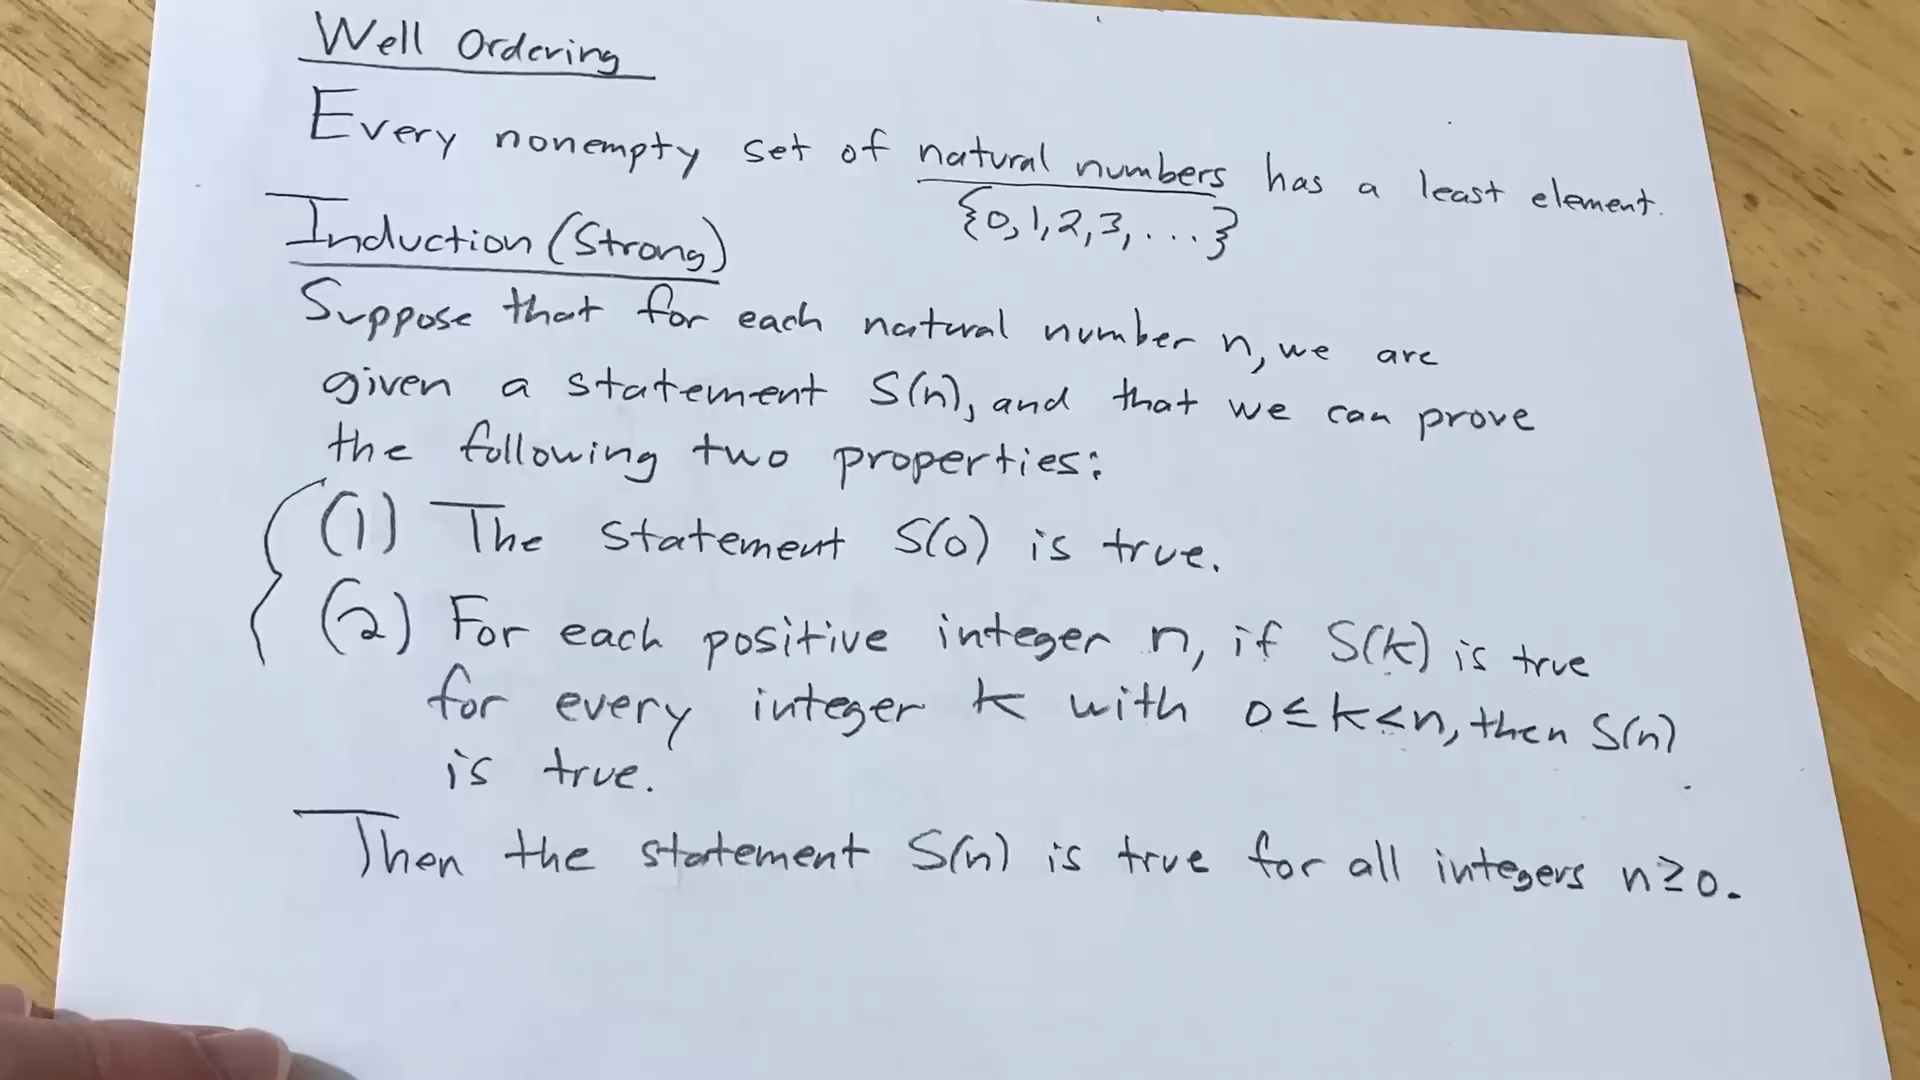 Well Ordering
Every nonempty set of natural numbers has a least element.
{0,1,2,3,...}
Induction (Strong)
Suppose that for each natural number n, we are
given a statement S(n), and that we can prove
the following two properties:
(1) The statement S(0) is true.
(2) For each positive integer n, if S(k) is true
for every integer k with 0≤k<n, then S(n)
is true.
Then the statement S(n) is true for all integers n≥0.